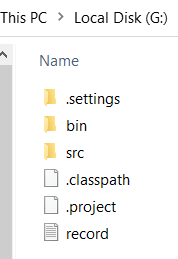 This PC > Local Disk (G:)
Name
.settings
bin
src
.classpath
.project
record